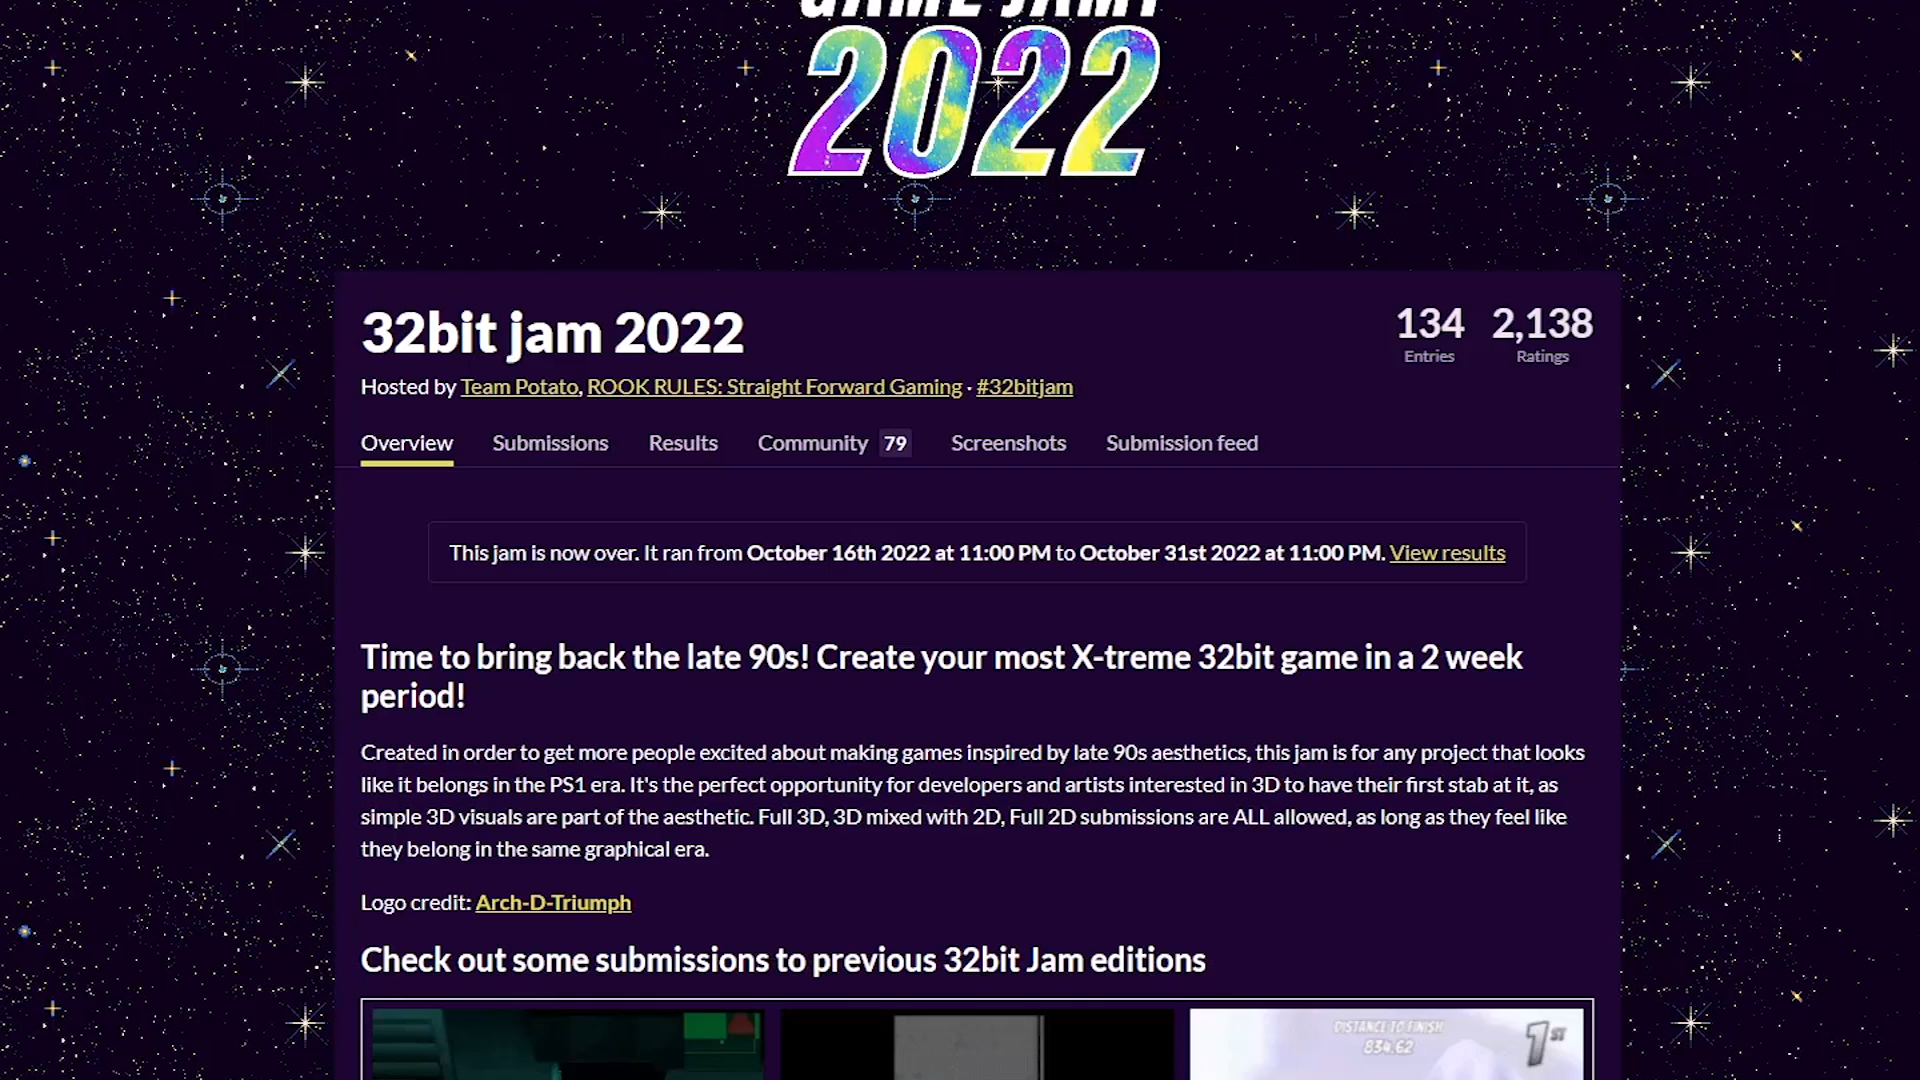 GAME JAM!
2022
32bit jam 2022
134
Entries
2,138
Ratings
Hosted by Team Potato, ROOK RULES: Straight Forward Gaming · #32bitjam
Overview Submissions Results Community 79 Screenshots Submission feed
This jam is now over. It ran from October 16th 2022 at 11:00 PM to October 31st 2022 at 11:00 PM. View results
Time to bring back the late 90s! Create your most X-treme 32bit game in a 2 week
period!
Created in order to get more people excited about making games inspired by late 90s aesthetics, this jam is for any project that looks
like it belongs in the PS1 era. It's the perfect opportunity for developers and artists interested in 3D to have their first stab at it, as
simple 3D visuals are part of the aesthetic. Full 3D, 3D mixed with 2D, Full 2D submissions are ALL allowed, as long as they feel like
they belong in the same graphical era.
Logo credit: Arch-D-Triumph
Check out some submissions to previous 32bit Jam editions
DISTANCE TO FINISH
834.62
1ST